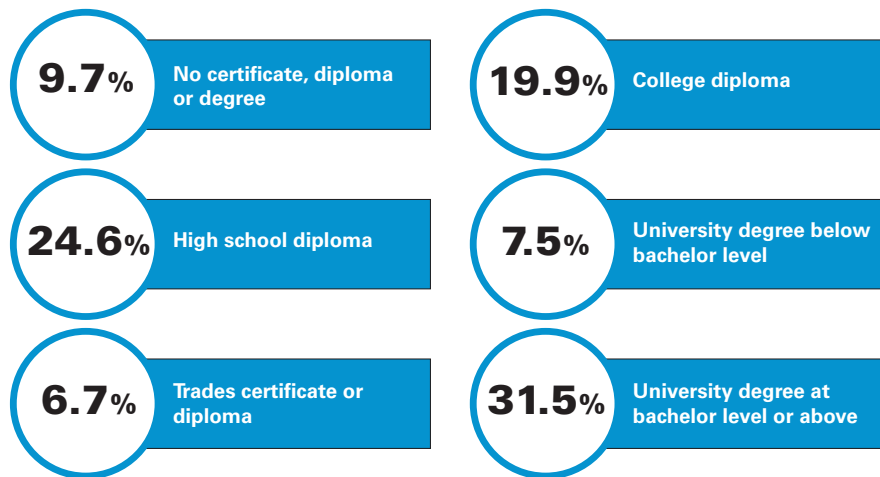 9.7%
No certificate, diploma
or degree
24.6%
High school diploma
6.7%
Trades certificate or
diploma
19.9%
College diploma
7.5%
University degree below
bachelor level
31.5%
University degree at
bachelor level or above